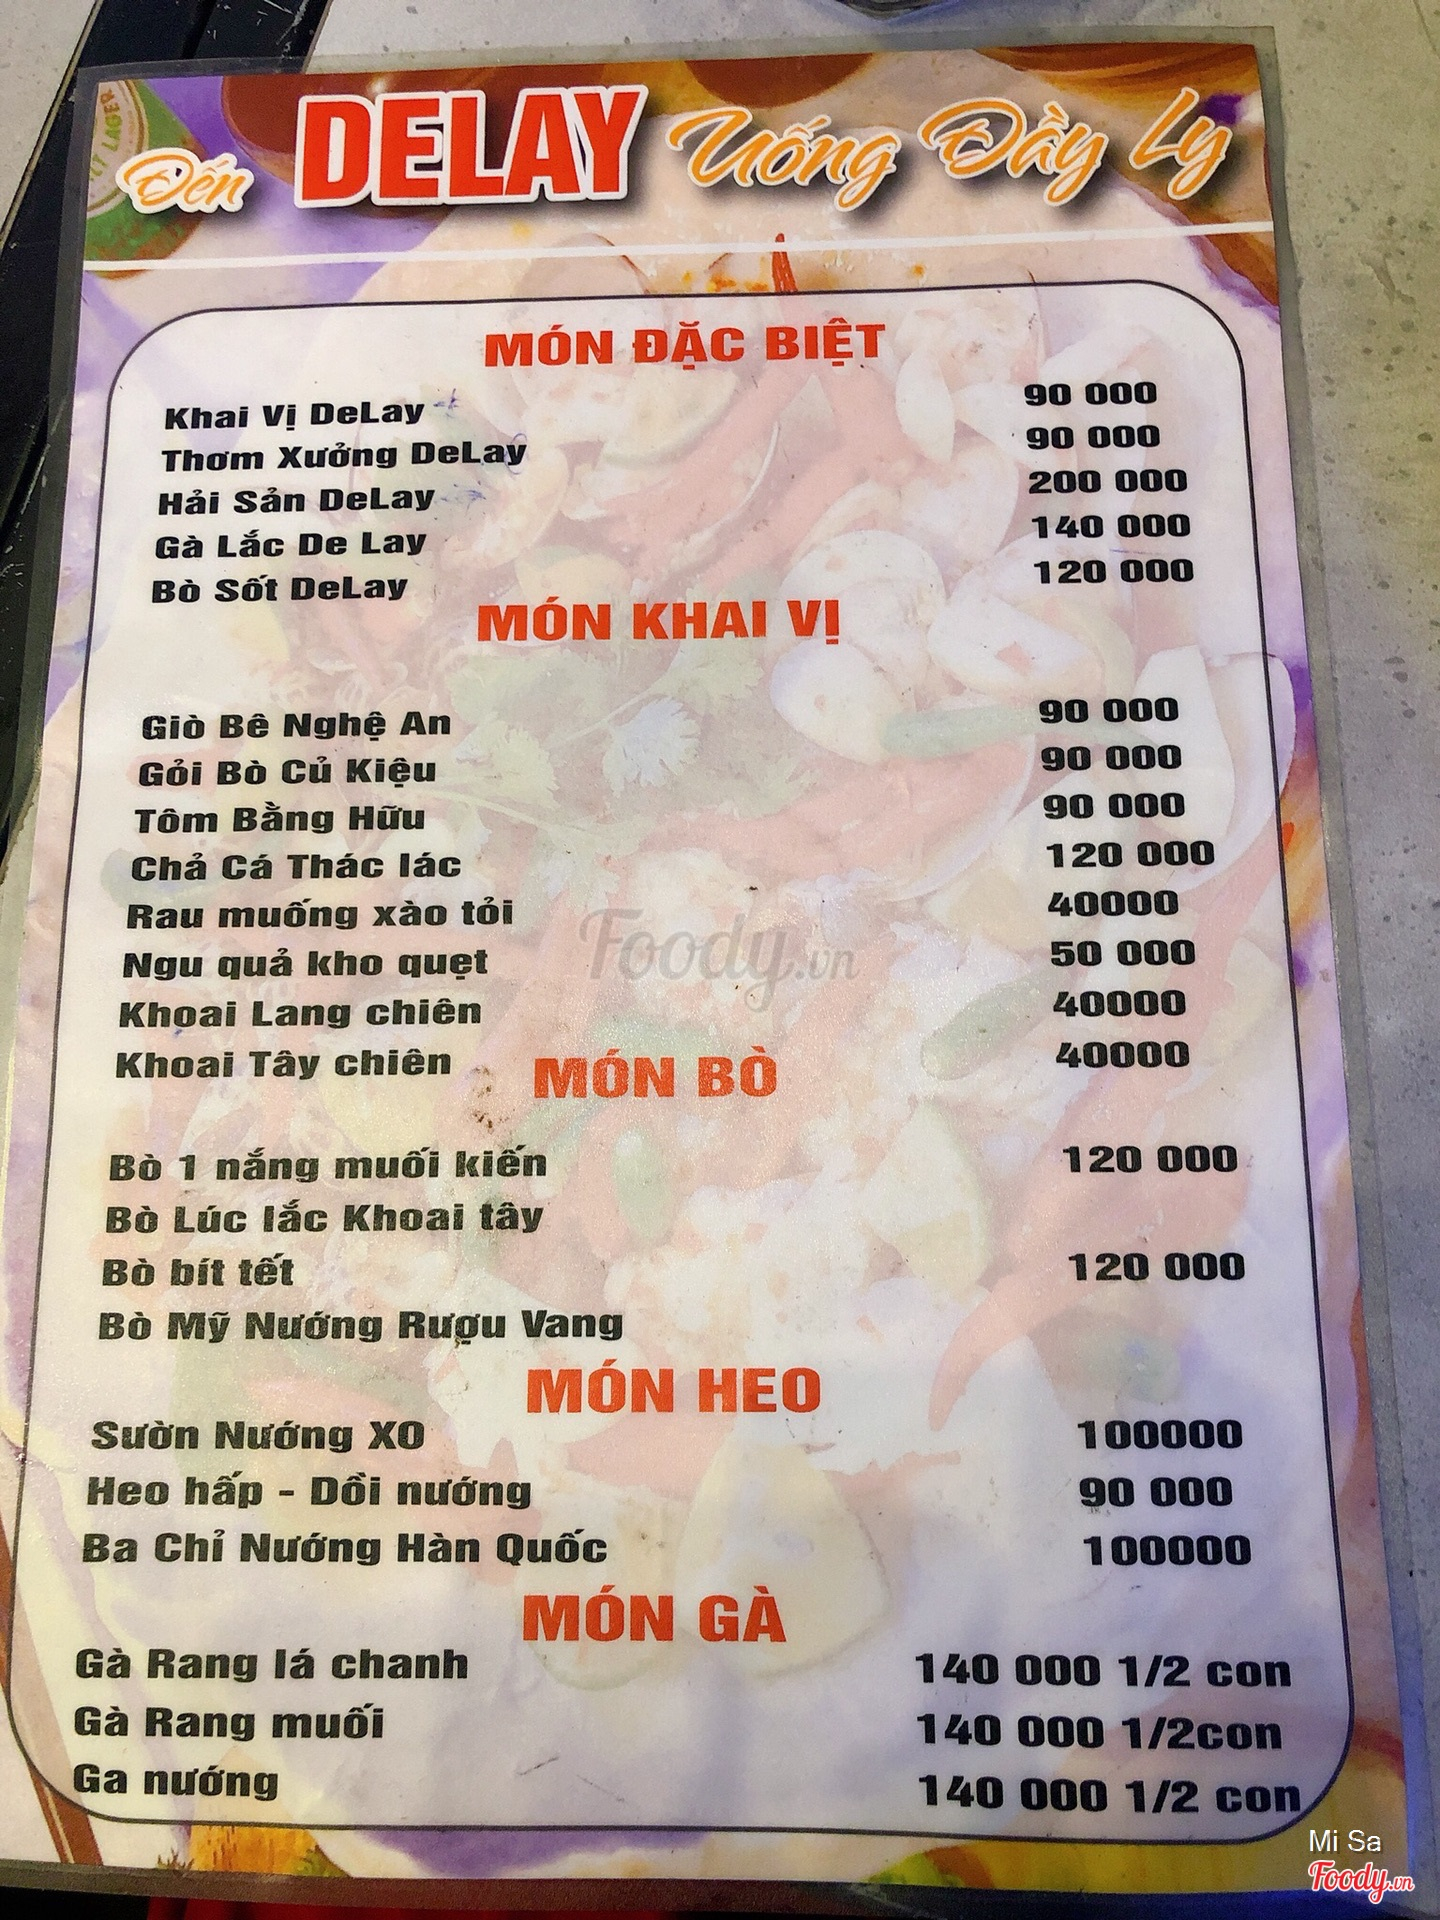 Đến DELAY Uống Đầy Ly
MÓN ĐẶC BIỆT
Khai Vị DeLay 90 000
Thơm Xưởng DeLay 90 000
Hải Sản DeLay 200 000
Gà Lắc De Lay 140 000
Bò Sốt DeLay 120 000
MÓN KHAI VỊ
Giò Bê Nghệ An 90 000
Gỏi Bò Củ Kiệu 90 000
Tôm Bằng Hữu 90 000
Chả Cá Thác lác 120 000
Rau muống xào tỏi 40000
Ngu quả kho quẹt 50 000
Khoai Lang chiên 40000
Khoai Tây chiên 40000
MÓN BÒ
Bò 1 nắng muối kiến 120 000
Bò Lúc lắc Khoai tây
Bò bít tết 120 000
Bò Mỹ Nướng Rượu Vang
MÓN HEO
Sườn Nướng XO 100000
Heo hấp - Dồi nướng 90 000
Ba Chỉ Nướng Hàn Quốc 100000
MÓN GÀ
Gà Rang lá chanh 140 000 1/2 con
Gà Rang muối 140 000 1/2con
Ga nướng 140 000 1/2 con
Foody.vn
Mi Sa
Foody.vn